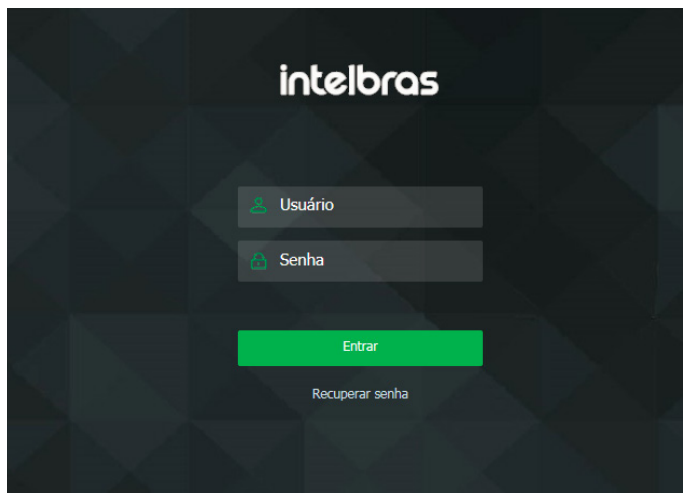 intelbras
Usuário
Senha
Entrar
Recuperar senha